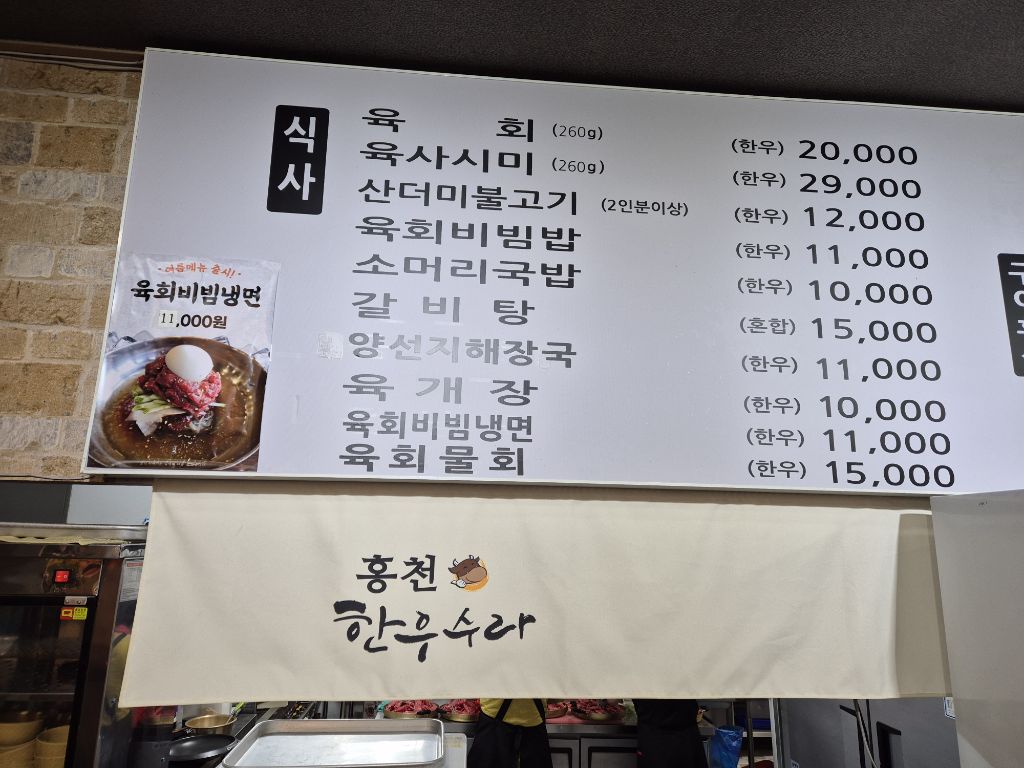 식사
육 회 (260g) (한우) 20,000
육사시미 (260g) (한우) 29,000
산더미불고기 (2인분이상) (한우) 12,000
육회비빔밥 (한우) 11,000
소머리국밥 (한우) 10,000
갈 비 탕 (혼합) 15,000
양선지해장국 (한우) 11,000
육 개 장 (한우) 10,000
육회비빔냉면 (한우) 11,000
육회물회 (한우) 15,000
·여름메뉴 출시!·
육회비빔냉면
11,000원
홍천
한우수라